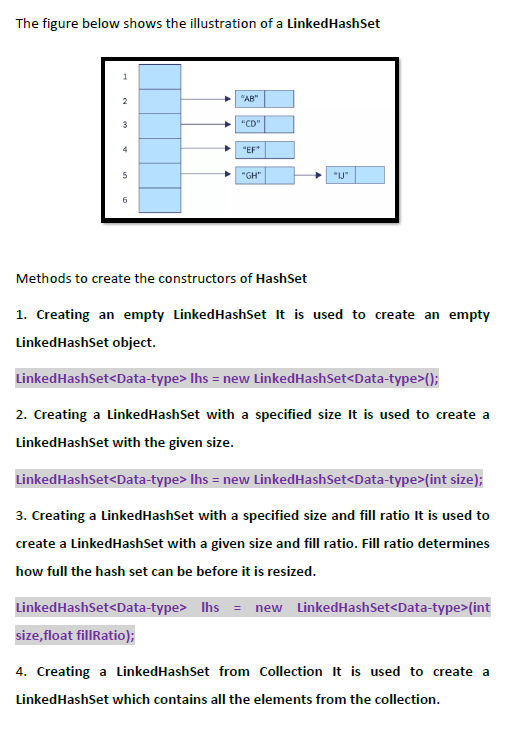 The figure below shows the illustration of a LinkedHashSet
1
2 "AB"
3 "CD"
4 "EF"
5 "GH" "IJ"
6
Methods to create the constructors of HashSet
1. Creating an empty LinkedHashSet It is used to create an empty
LinkedHashSet object.
LinkedHashSet<Data-type> lhs = new LinkedHashSet<Data-type>();
2. Creating a LinkedHashSet with a specified size It is used to create a
LinkedHashSet with the given size.
LinkedHashSet<Data-type> lhs = new LinkedHashSet<Data-type>(int size);
3. Creating a LinkedHashSet with a specified size and fill ratio It is used to
create a LinkedHashSet with a given size and fill ratio. Fill ratio determines
how full the hash set can be before it is resized.
LinkedHashSet<Data-type> lhs = new LinkedHashSet<Data-type>(int
size,float fillRatio);
4. Creating a LinkedHashSet from Collection It is used to create a
LinkedHashSet which contains all the elements from the collection.